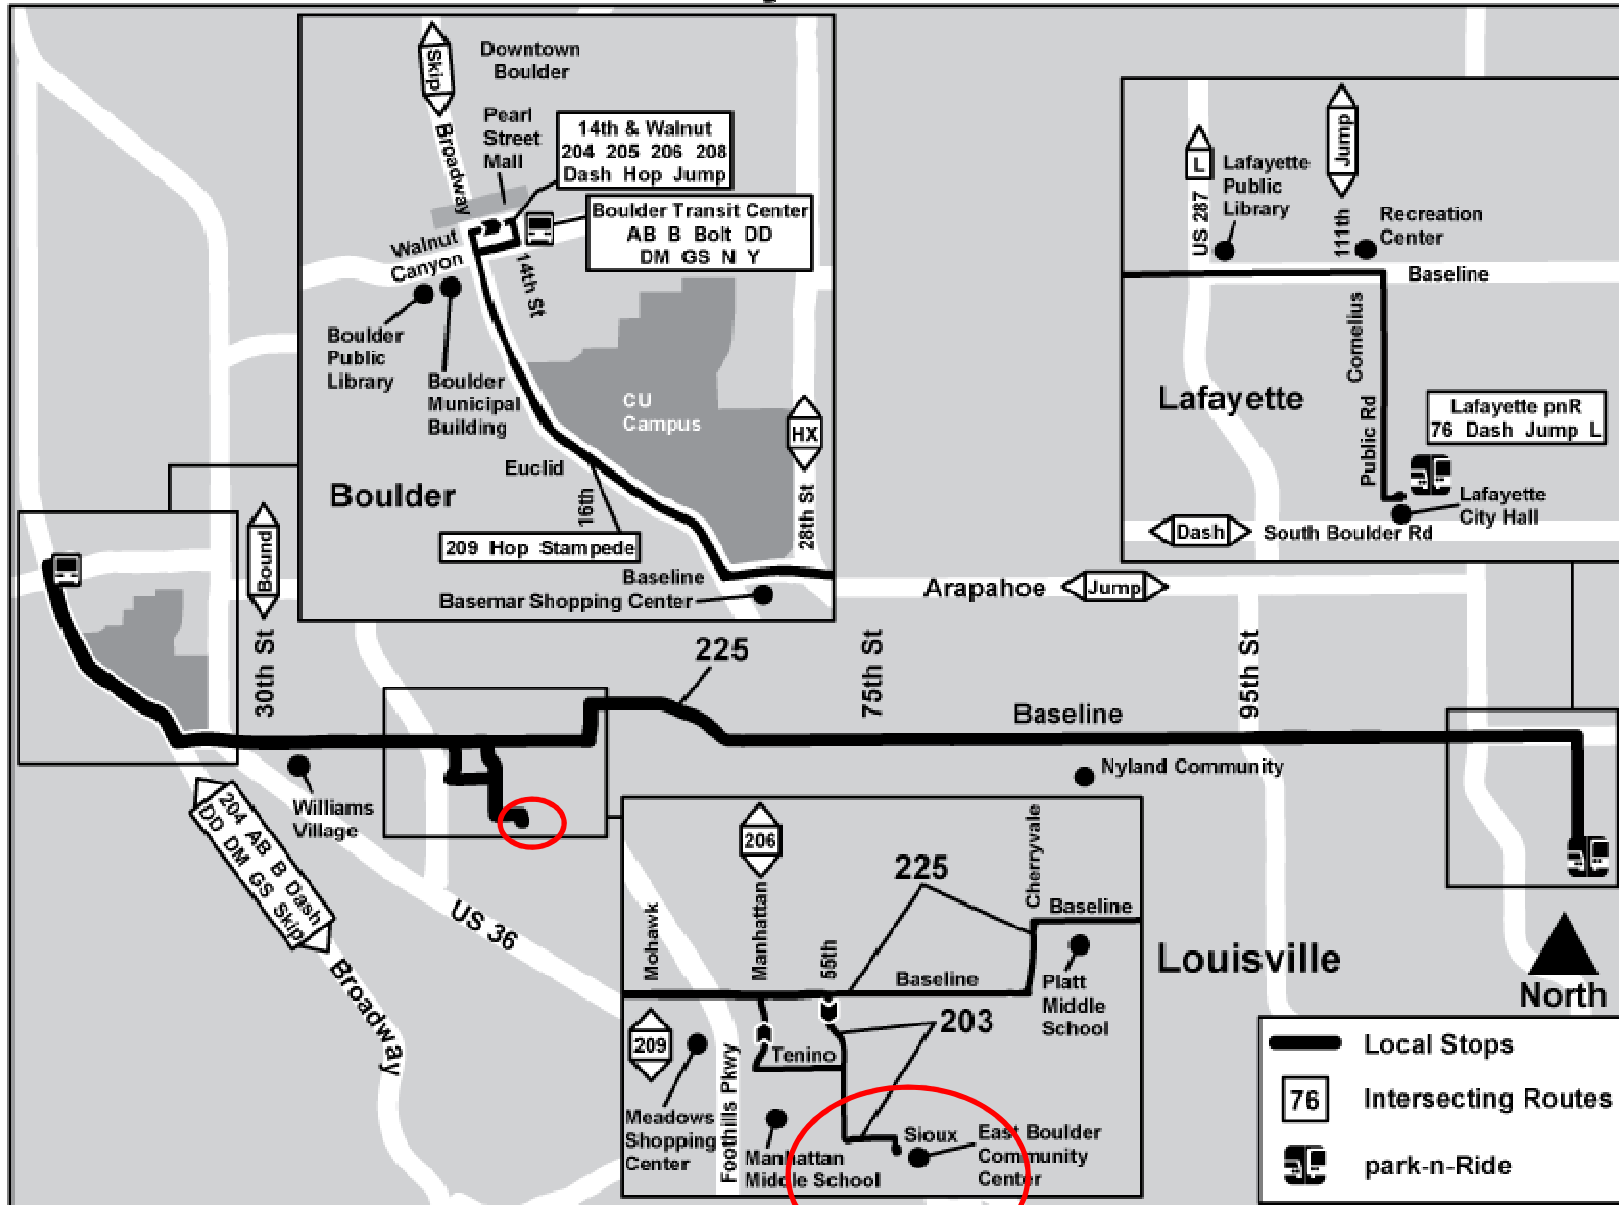 Skip
Downtown
Boulder
Broadway
Pearl
Street
Mall
14th & Walnut
204 205 206 208
Dash Hop Jump
Boulder Transit Center
AB B Bolt DD
DM GS N Y
Walnut
Canyon
14th St
Boulder
Public
Library
Boulder
Municipal
Building
CU
Campus
HX
28th St
Euclid
16th
Boulder
209 Hop Stampede
Baseline
Basemar Shopping Center
L
US 287
Lafayette
Public
Library
Jump
111th
Recreation
Center
Baseline
Cornelius
Lafayette
Public Rd
Lafayette pnR
76 Dash Jump L
Lafayette
City Hall
Dash
South Boulder Rd
Bound
30th St
Arapahoe
Jump
225
75th St
95th St
Baseline
Nyland Community
Williams
Village
204 AB B Dash
DD DM GS Skip
US 36
Broadway
206
Mohawk
Manhattan
55th
225
Cherryvale
Baseline
Baseline
Platt
Middle
School
209
203
Tenino
Meadows
Shopping
Center
Foothills Pkwy
Manhattan
Middle School
Sioux
East Boulder
Community
Center
Louisville
North
Local Stops
76
Intersecting Routes
park-n-Ride